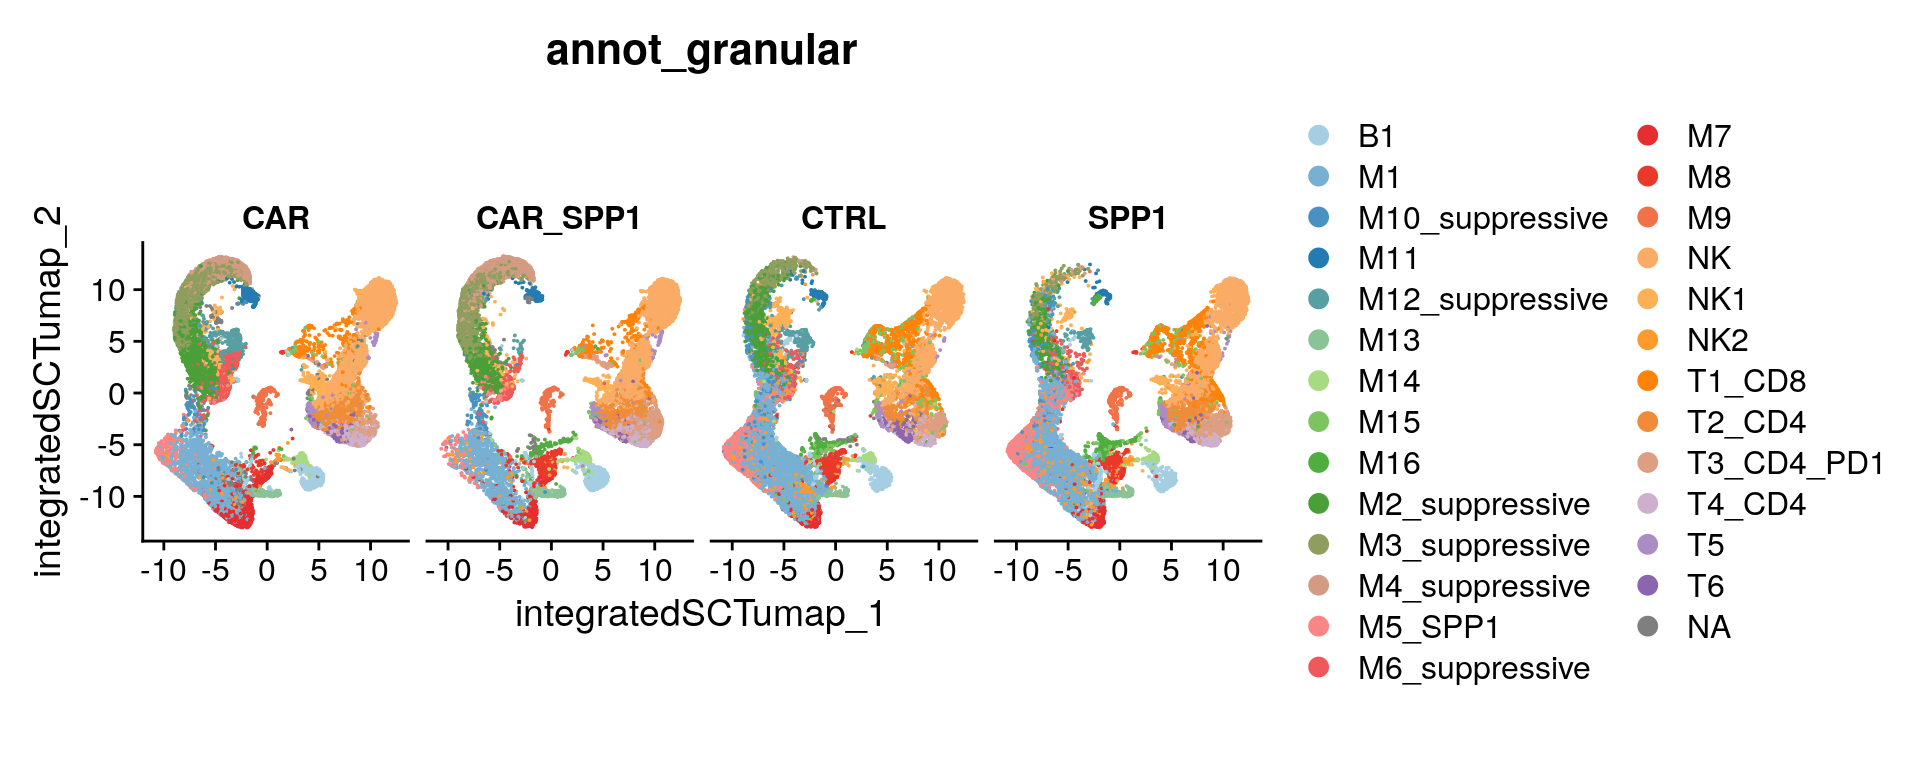 annot_granular
CAR
CAR_SPP1
CTRL
SPP1
integratedSCTumap_2
10
5
0
-5
-10
-10 -5 0 5 10
-10 -5 0 5 10
-10 -5 0 5 10
-10 -5 0 5 10
integratedSCTumap_1
B1
M1
M10_suppressive
M11
M12_suppressive
M13
M14
M15
M16
M2_suppressive
M3_suppressive
M4_suppressive
M5_SPP1
M6_suppressive
M7
M8
M9
NK
NK1
NK2
T1_CD8
T2_CD4
T3_CD4_PD1
T4_CD4
T5
T6
NA